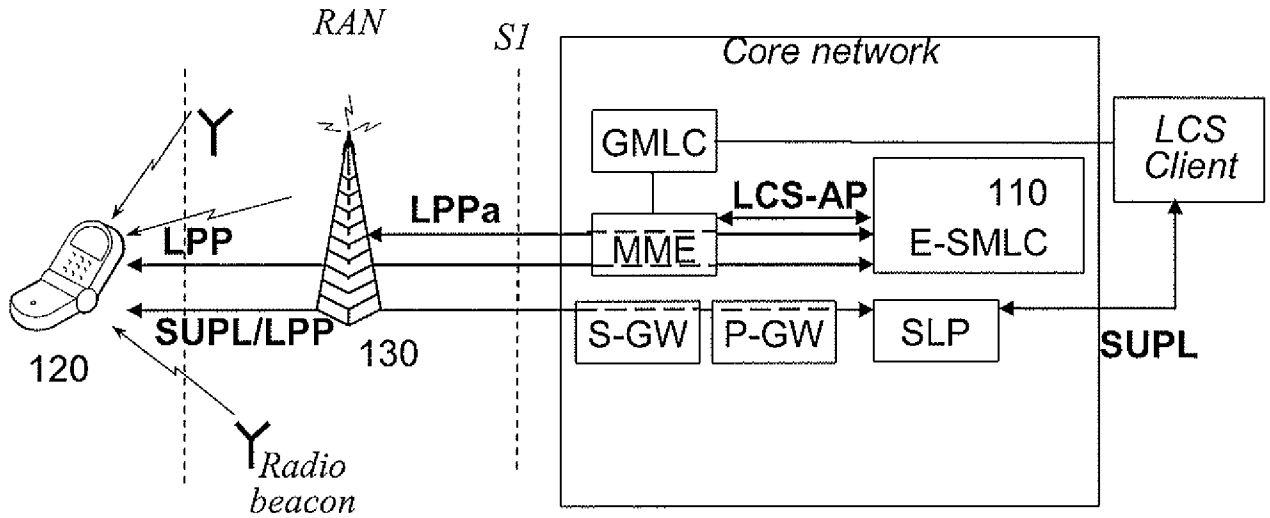 RAN
S1
Core network
GMLC
LCS
Client
LCS-AP
110
E-SMLC
LPPa
MME
LPP
SUPL/LPP
130
120
S-GW
P-GW
SLP
SUPL
Radio
beacon